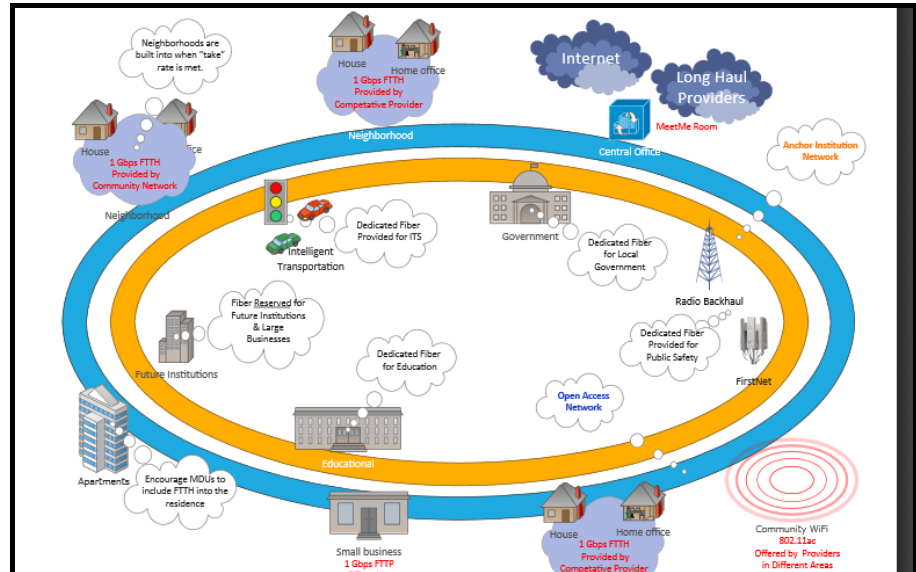 Neighborhoods are
built into when “take”
rate is met.
House
Home office
1 Gbps FTTH
Provided by
Competative Provider
Neighborhood
Internet
Long Haul
Providers
MeetMe Room
Central Office
Anchor Institution
Network
House
ice
1 Gbps FTTH
Provided by
Community Network
Neighborhood
Intelligent
Transportation
Dedicated Fiber
Provided for ITS
Government
Dedicated Fiber
for Local
Government
Radio Backhaul
Dedicated Fiber
Provided for
Public Safety
FirstNet
Fiber Reserved for
Future Institutions
& Large
Businesses
Future Institutions
Dedicated Fiber
for Education
Open Access
Network
Educational
Apartments
Encourage MDUs to
include FTTH into the
residence
Small business
1 Gbps FTTP
House
Home office
1 Gbps FTTH
Provided by
Competative Provider
Community WiFi
802.11ac
Offered by Providers
in Different Areas